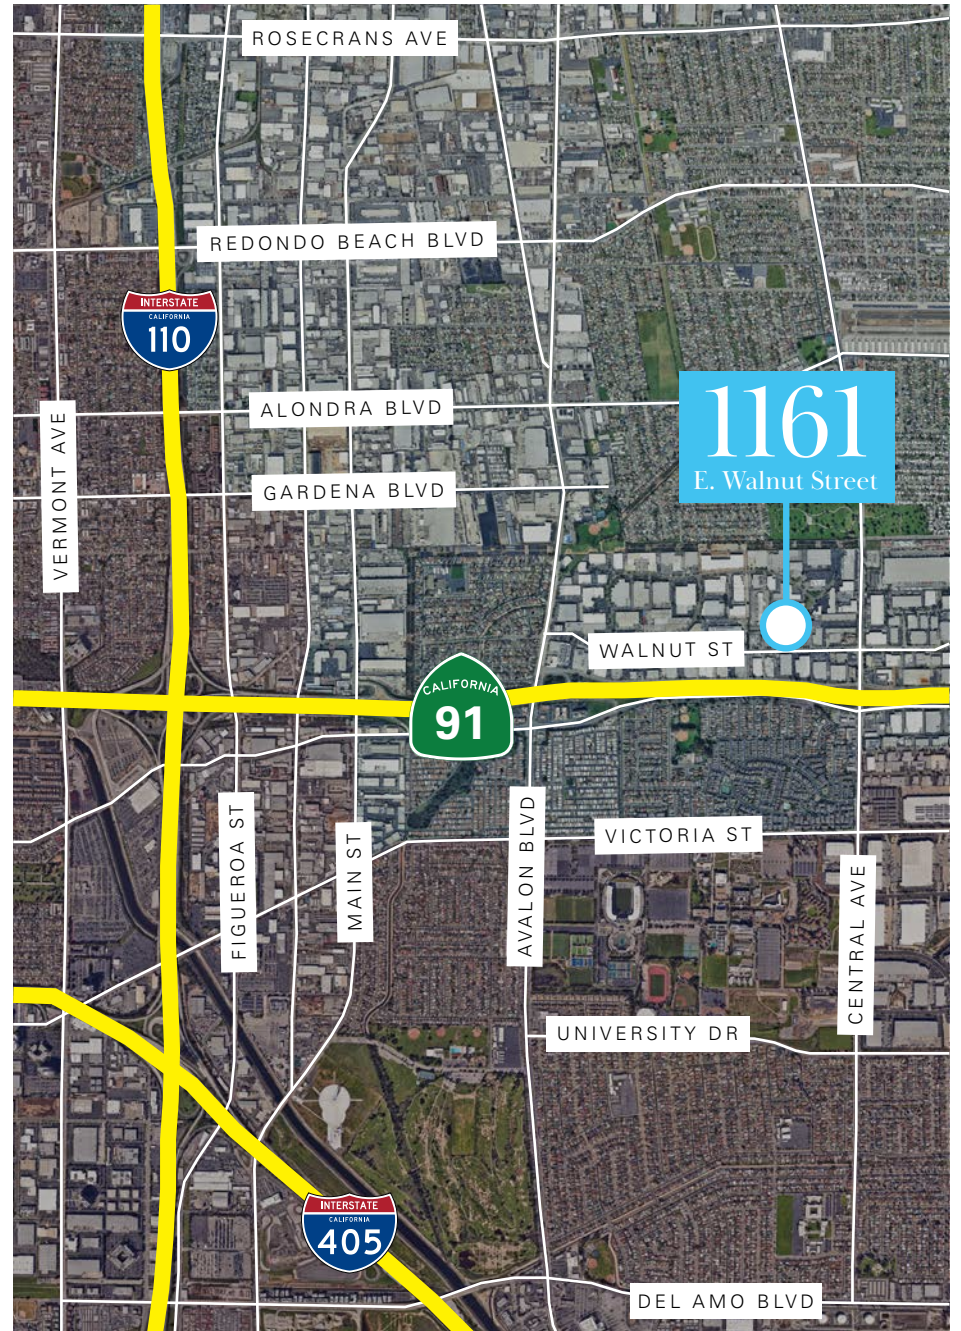 ROSECRANS AVE
REDONDO BEACH BLVD
INTERSTATE
CALIFORNIA
110
1161
E. Walnut Street
ALONDRA BLVD
VERMONT AVE
GARDENA BLVD
WALNUT ST
CALIFORNIA
91
FIGUEROA ST
MAIN ST
AVALON BLVD
VICTORIA ST
CENTRAL AVE
UNIVERSITY DR
INTERSTATE
CALIFORNIA
405
DEL AMO BLVD